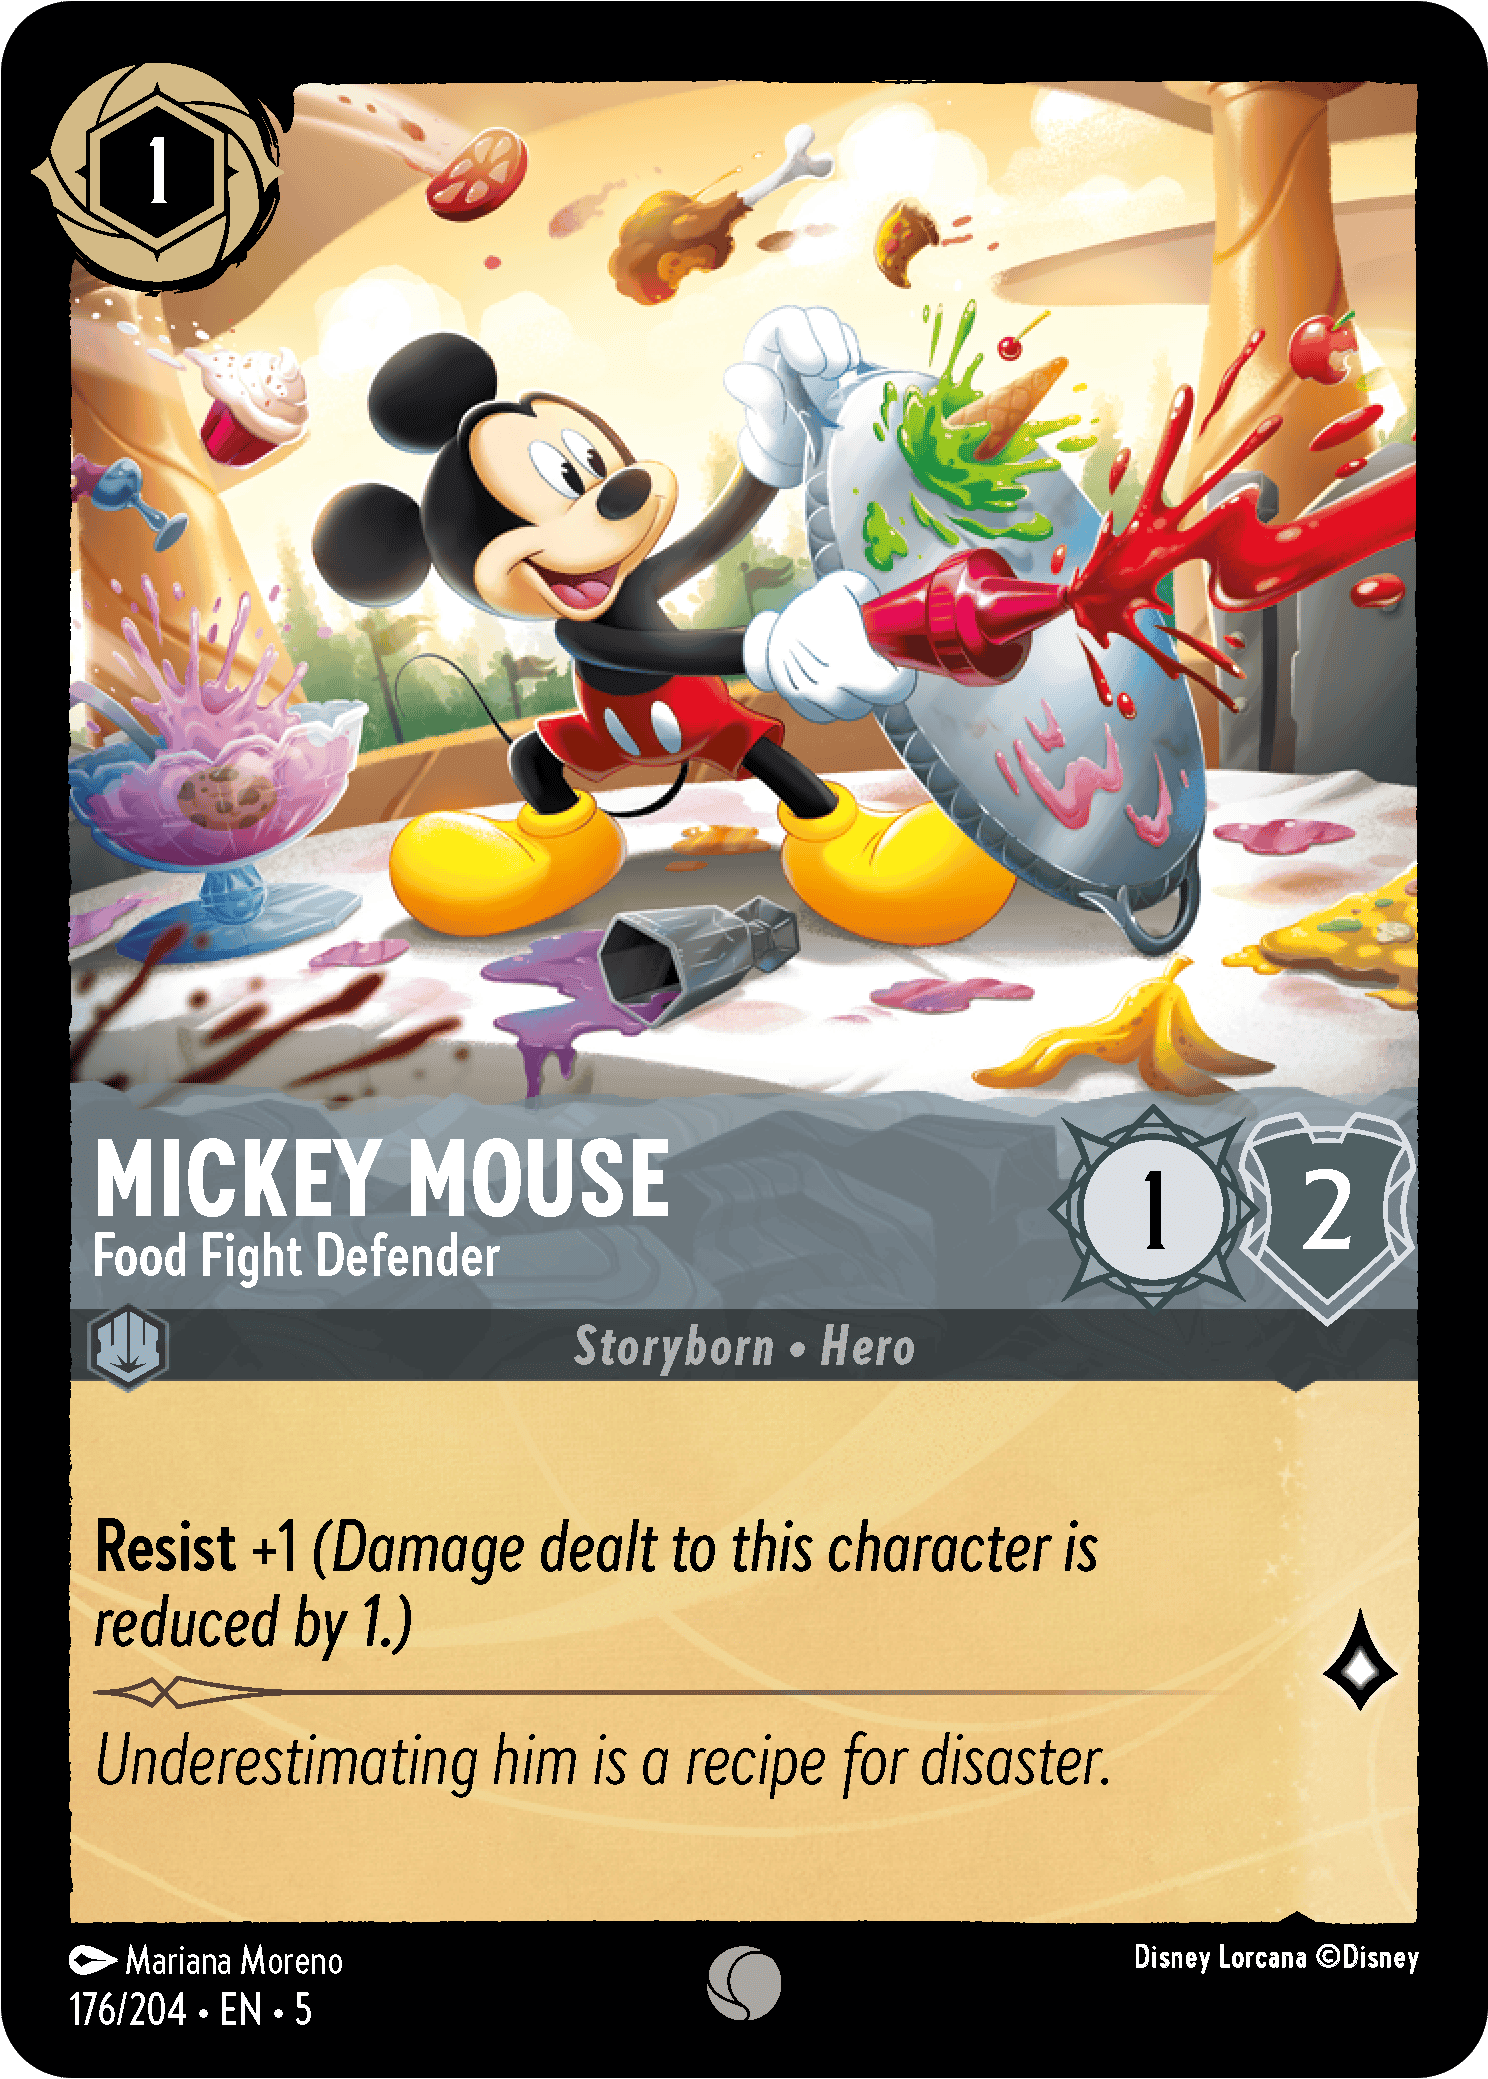 1
MICKEY MOUSE
Food Fight Defender
1
2
Storyborn • Hero
Resist +1 (Damage dealt to this character is
reduced by 1.)
Underestimating him is a recipe for disaster.
Mariana Moreno
Disney Lorcana ©Disney
176/204 • EN • 5